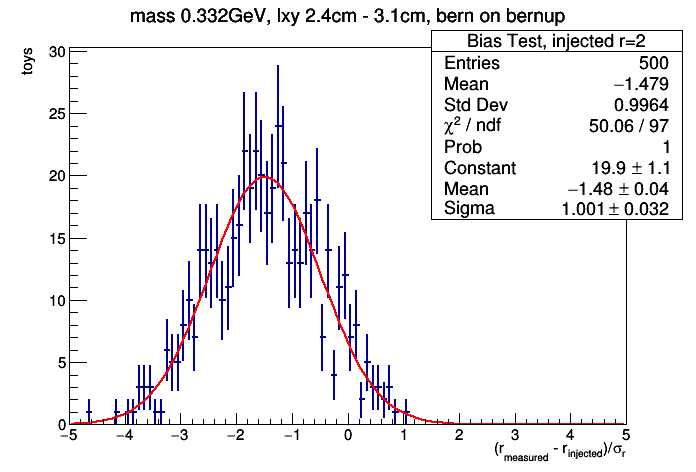 mass 0.332GeV, lxy 2.4cm - 3.1cm, bern on bernup
toys
Bias Test, injected r=2
Entries 500
Mean −1.479
Std Dev 0.9964
χ² / ndf 50.06 / 97
Prob 1
Constant 19.9 ± 1.1
Mean −1.48 ± 0.04
Sigma 1.001 ± 0.032
30
25
20
15
10
5
0
−5 −4 −3 −2 −1 0 1 2 3 4 5
(r_measured - r_injected)/σ_r